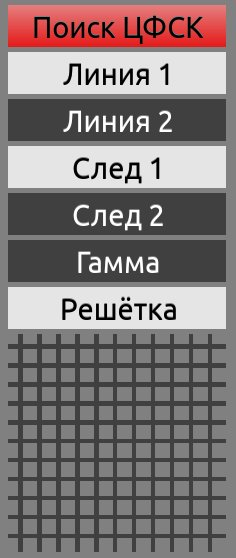 Поиск ЦФСК
Линия 1
Линия 2
След 1
След 2
Гамма
Решётка